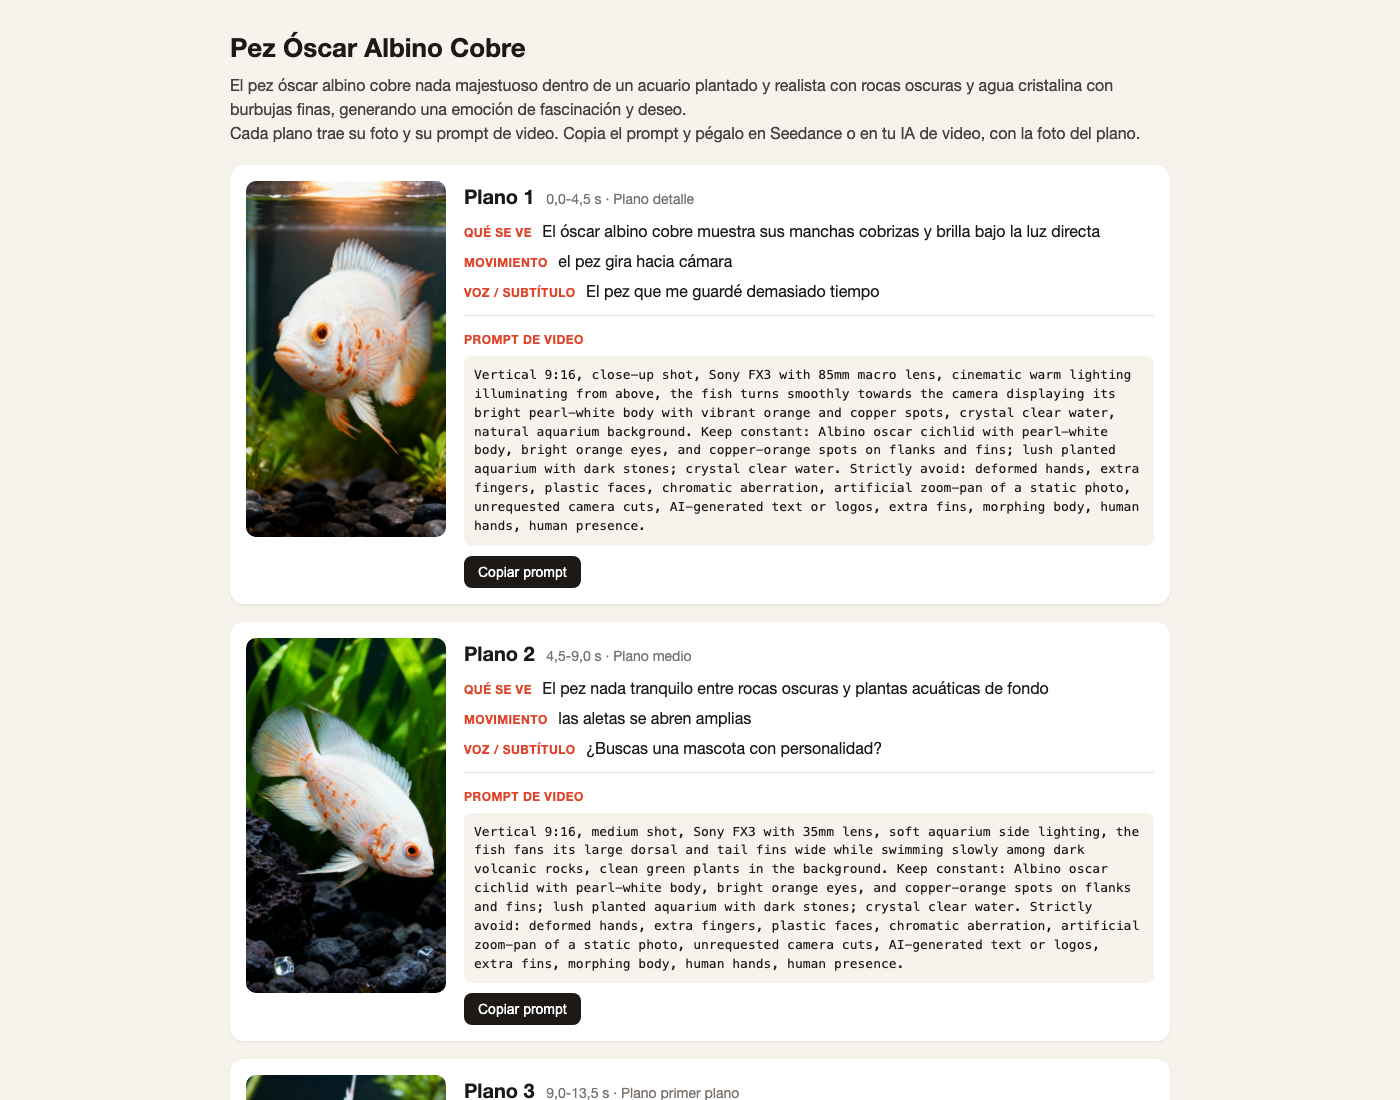 Pez Óscar Albino Cobre
El pez óscar albino cobre nada majestuoso dentro de un acuario plantado y realista con rocas oscuras y agua cristalina con
burbujas finas, generando una emoción de fascinación y deseo.
Cada plano trae su foto y su prompt de video. Copia el prompt y pégalo en Seedance o en tu IA de video, con la foto del plano.
Plano 1 0,0-4,5 s · Plano detalle
QUÉ SE VE El óscar albino cobre muestra sus manchas cobrizas y brilla bajo la luz directa
MOVIMIENTO el pez gira hacia cámara
VOZ / SUBTÍTULO El pez que me guardé demasiado tiempo
PROMPT DE VIDEO
Vertical 9:16, close-up shot, Sony FX3 with 85mm macro lens, cinematic warm lighting
illuminating from above, the fish turns smoothly towards the camera displaying its
bright pearl-white body with vibrant orange and copper spots, crystal clear water,
natural aquarium background. Keep constant: Albino oscar cichlid with pearl-white
body, bright orange eyes, and copper-orange spots on flanks and fins; lush planted
aquarium with dark stones; crystal clear water. Strictly avoid: deformed hands, extra
fingers, plastic faces, chromatic aberration, artificial zoom-pan of a static photo,
unrequested camera cuts, AI-generated text or logos, extra fins, morphing body, human
hands, human presence.
Copiar prompt
Plano 2 4,5-9,0 s · Plano medio
QUÉ SE VE El pez nada tranquilo entre rocas oscuras y plantas acuáticas de fondo
MOVIMIENTO las aletas se abren amplias
VOZ / SUBTÍTULO ¿Buscas una mascota con personalidad?
PROMPT DE VIDEO
Vertical 9:16, medium shot, Sony FX3 with 35mm lens, soft aquarium side lighting, the
fish fans its large dorsal and tail fins wide while swimming slowly among dark
volcanic rocks, clean green plants in the background. Keep constant: Albino oscar
cichlid with pearl-white body, bright orange eyes, and copper-orange spots on flanks
and fins; lush planted aquarium with dark stones; crystal clear water. Strictly
avoid: deformed hands, extra fingers, plastic faces, chromatic aberration, artificial
zoom-pan of a static photo, unrequested camera cuts, AI-generated text or logos,
extra fins, morphing body, human hands, human presence.
Copiar prompt
Plano 3 9,0-13,5 s · Plano primer plano